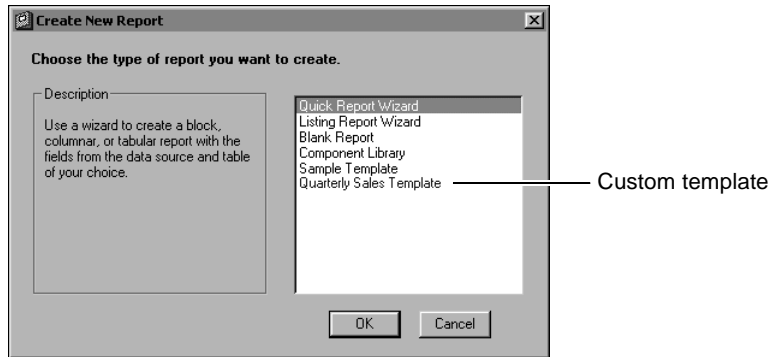 Create New Report
Choose the type of report you want to create.
Description
Use a wizard to create a block,
columnar, or tabular report with the
fields from the data source and table
of your choice.
Quick Report Wizard
Listing Report Wizard
Blank Report
Component Library
Sample Template
Quarterly Sales Template
Custom template
OK
Cancel